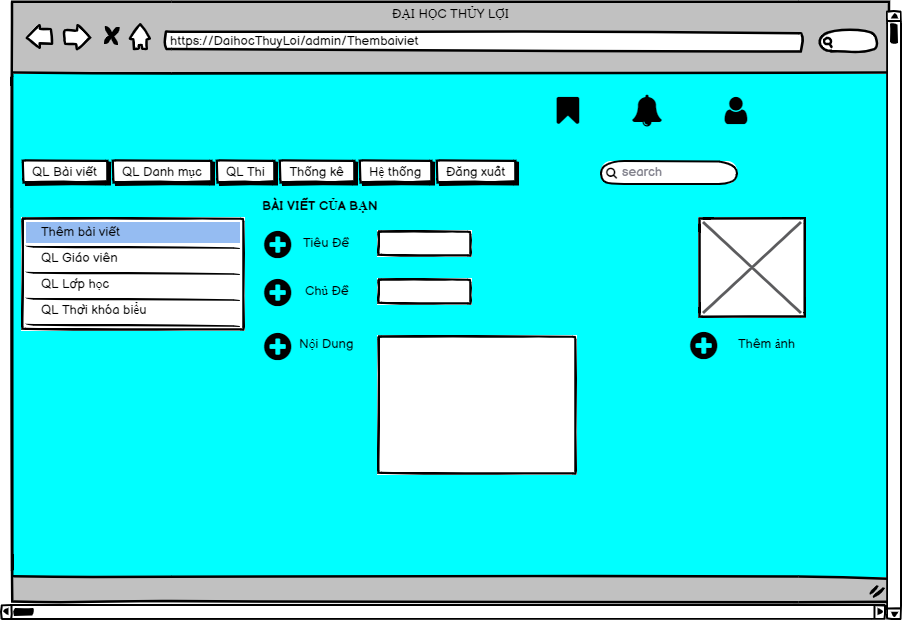 ĐẠI HỌC THỦY LỢI
https://DaihocThuyLoi/admin/Thembaiviet
QL Bài viết
QL Danh mục
QL Thi
Thống kê
Hệ thống
Đăng xuất
search
BÀI VIẾT CỦA BẠN
Thêm bài viết
QL Giáo viên
QL Lớp học
QL Thời khóa biểu
Tiêu Đề
Chủ Đề
Nội Dung
Thêm ảnh